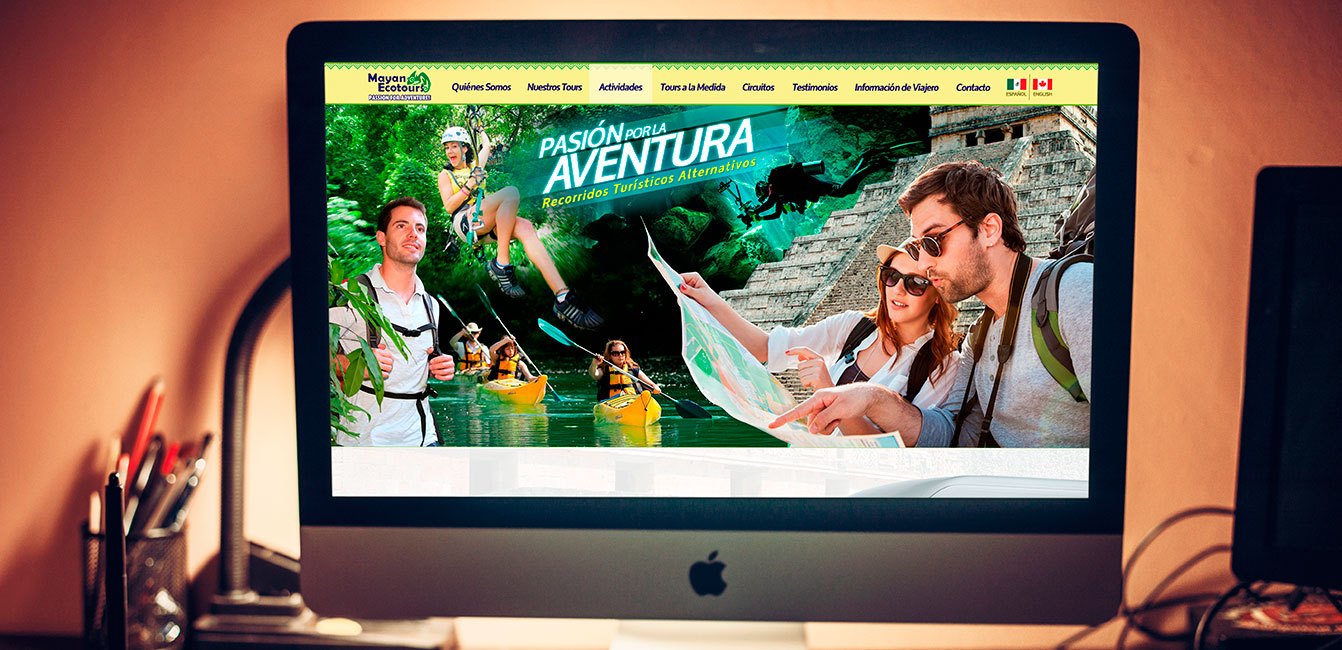 Mayan
Ecotours
PASSION FOR ADVENTURE!
Quiénes Somos Nuestros Tours Actividades Tours a la Medida Circuitos Testimonios Información de Viajero Contacto
ESPAÑOL ENGLISH
PASIÓN POR LA
AVENTURA
Recorridos Turísticos Alternativos